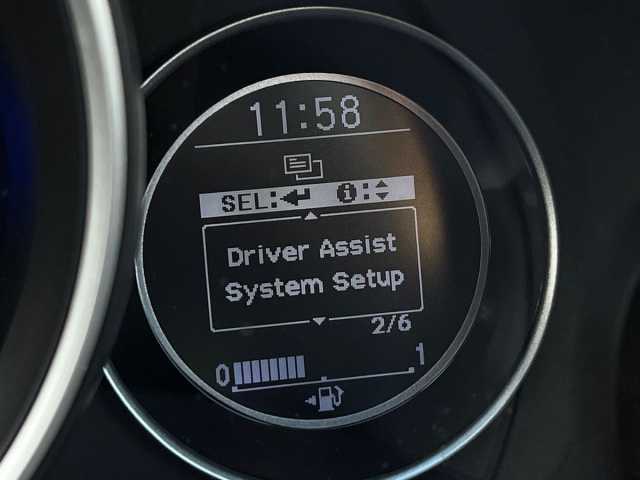 11:58
SEL: i:
Driver Assist
System Setup
2/6
0 1